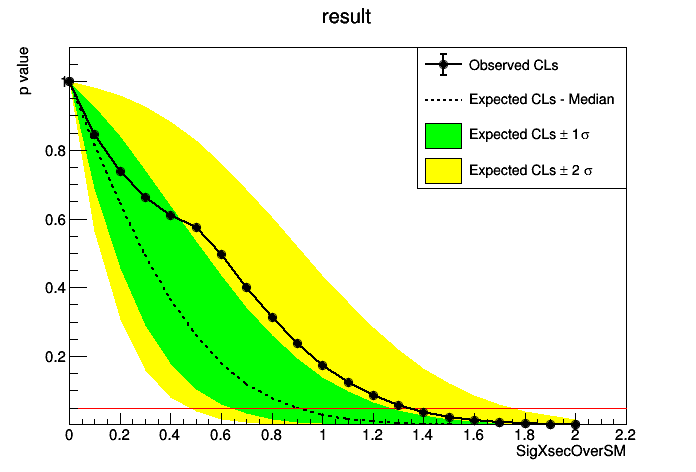 result
p value
Observed CLs
Expected CLs - Median
Expected CLs ± 1σ
Expected CLs ± 2 σ
1
0.8
0.6
0.4
0.2
0 0.2 0.4 0.6 0.8 1 1.2 1.4 1.6 1.8 2 2.2
SigXsecOverSM